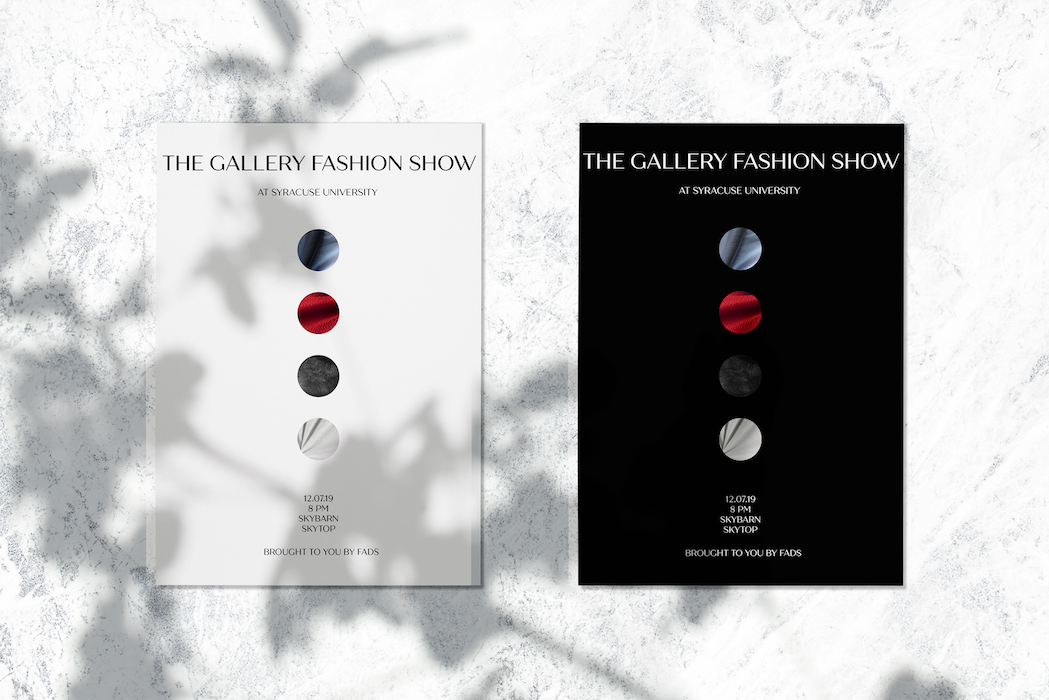 THE GALLERY FASHION SHOW
AT SYRACUSE UNIVERSITY
12.07.19
8 PM
SKYBARN
SKYTOP
BROUGHT TO YOU BY FADS
THE GALLERY FASHION SHOW
AT SYRACUSE UNIVERSITY
12.07.19
8 PM
SKYBARN
SKYTOP
BROUGHT TO YOU BY FADS